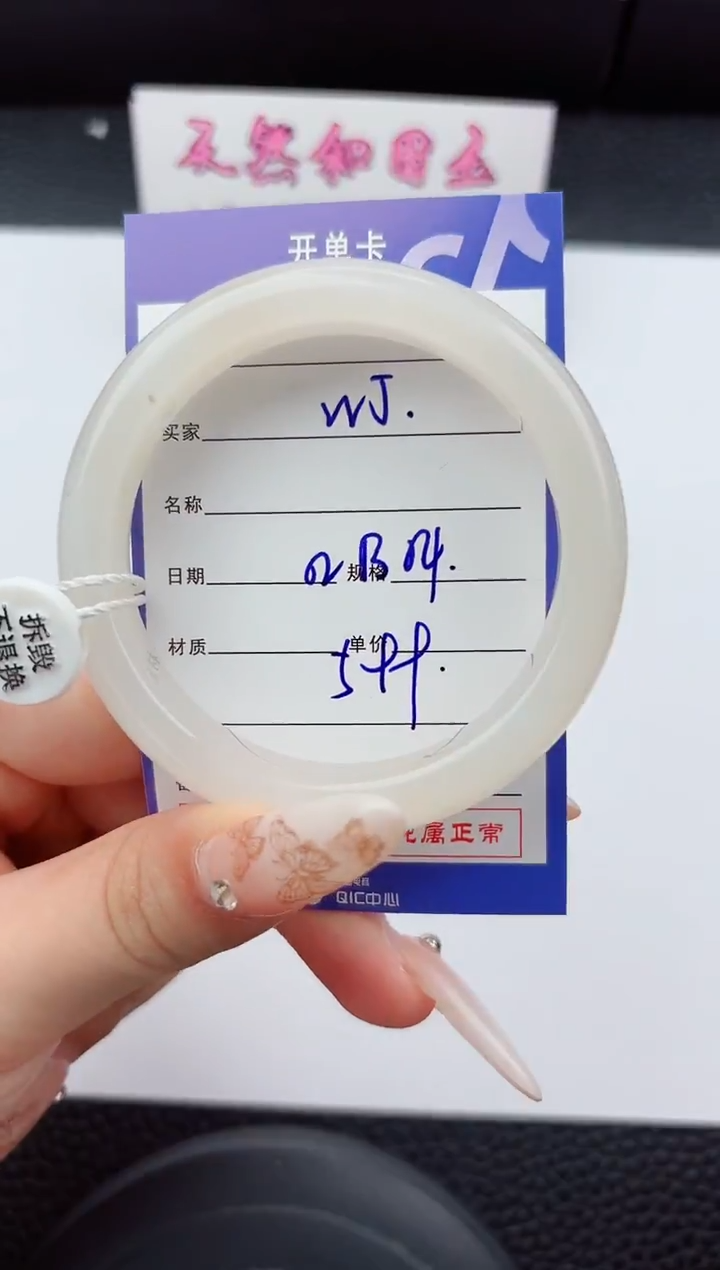 天然和田玉
开单卡
买家 WJ.
名称
日期 规格
材质 单价
属正常
QIC中心
拆毁
不退换